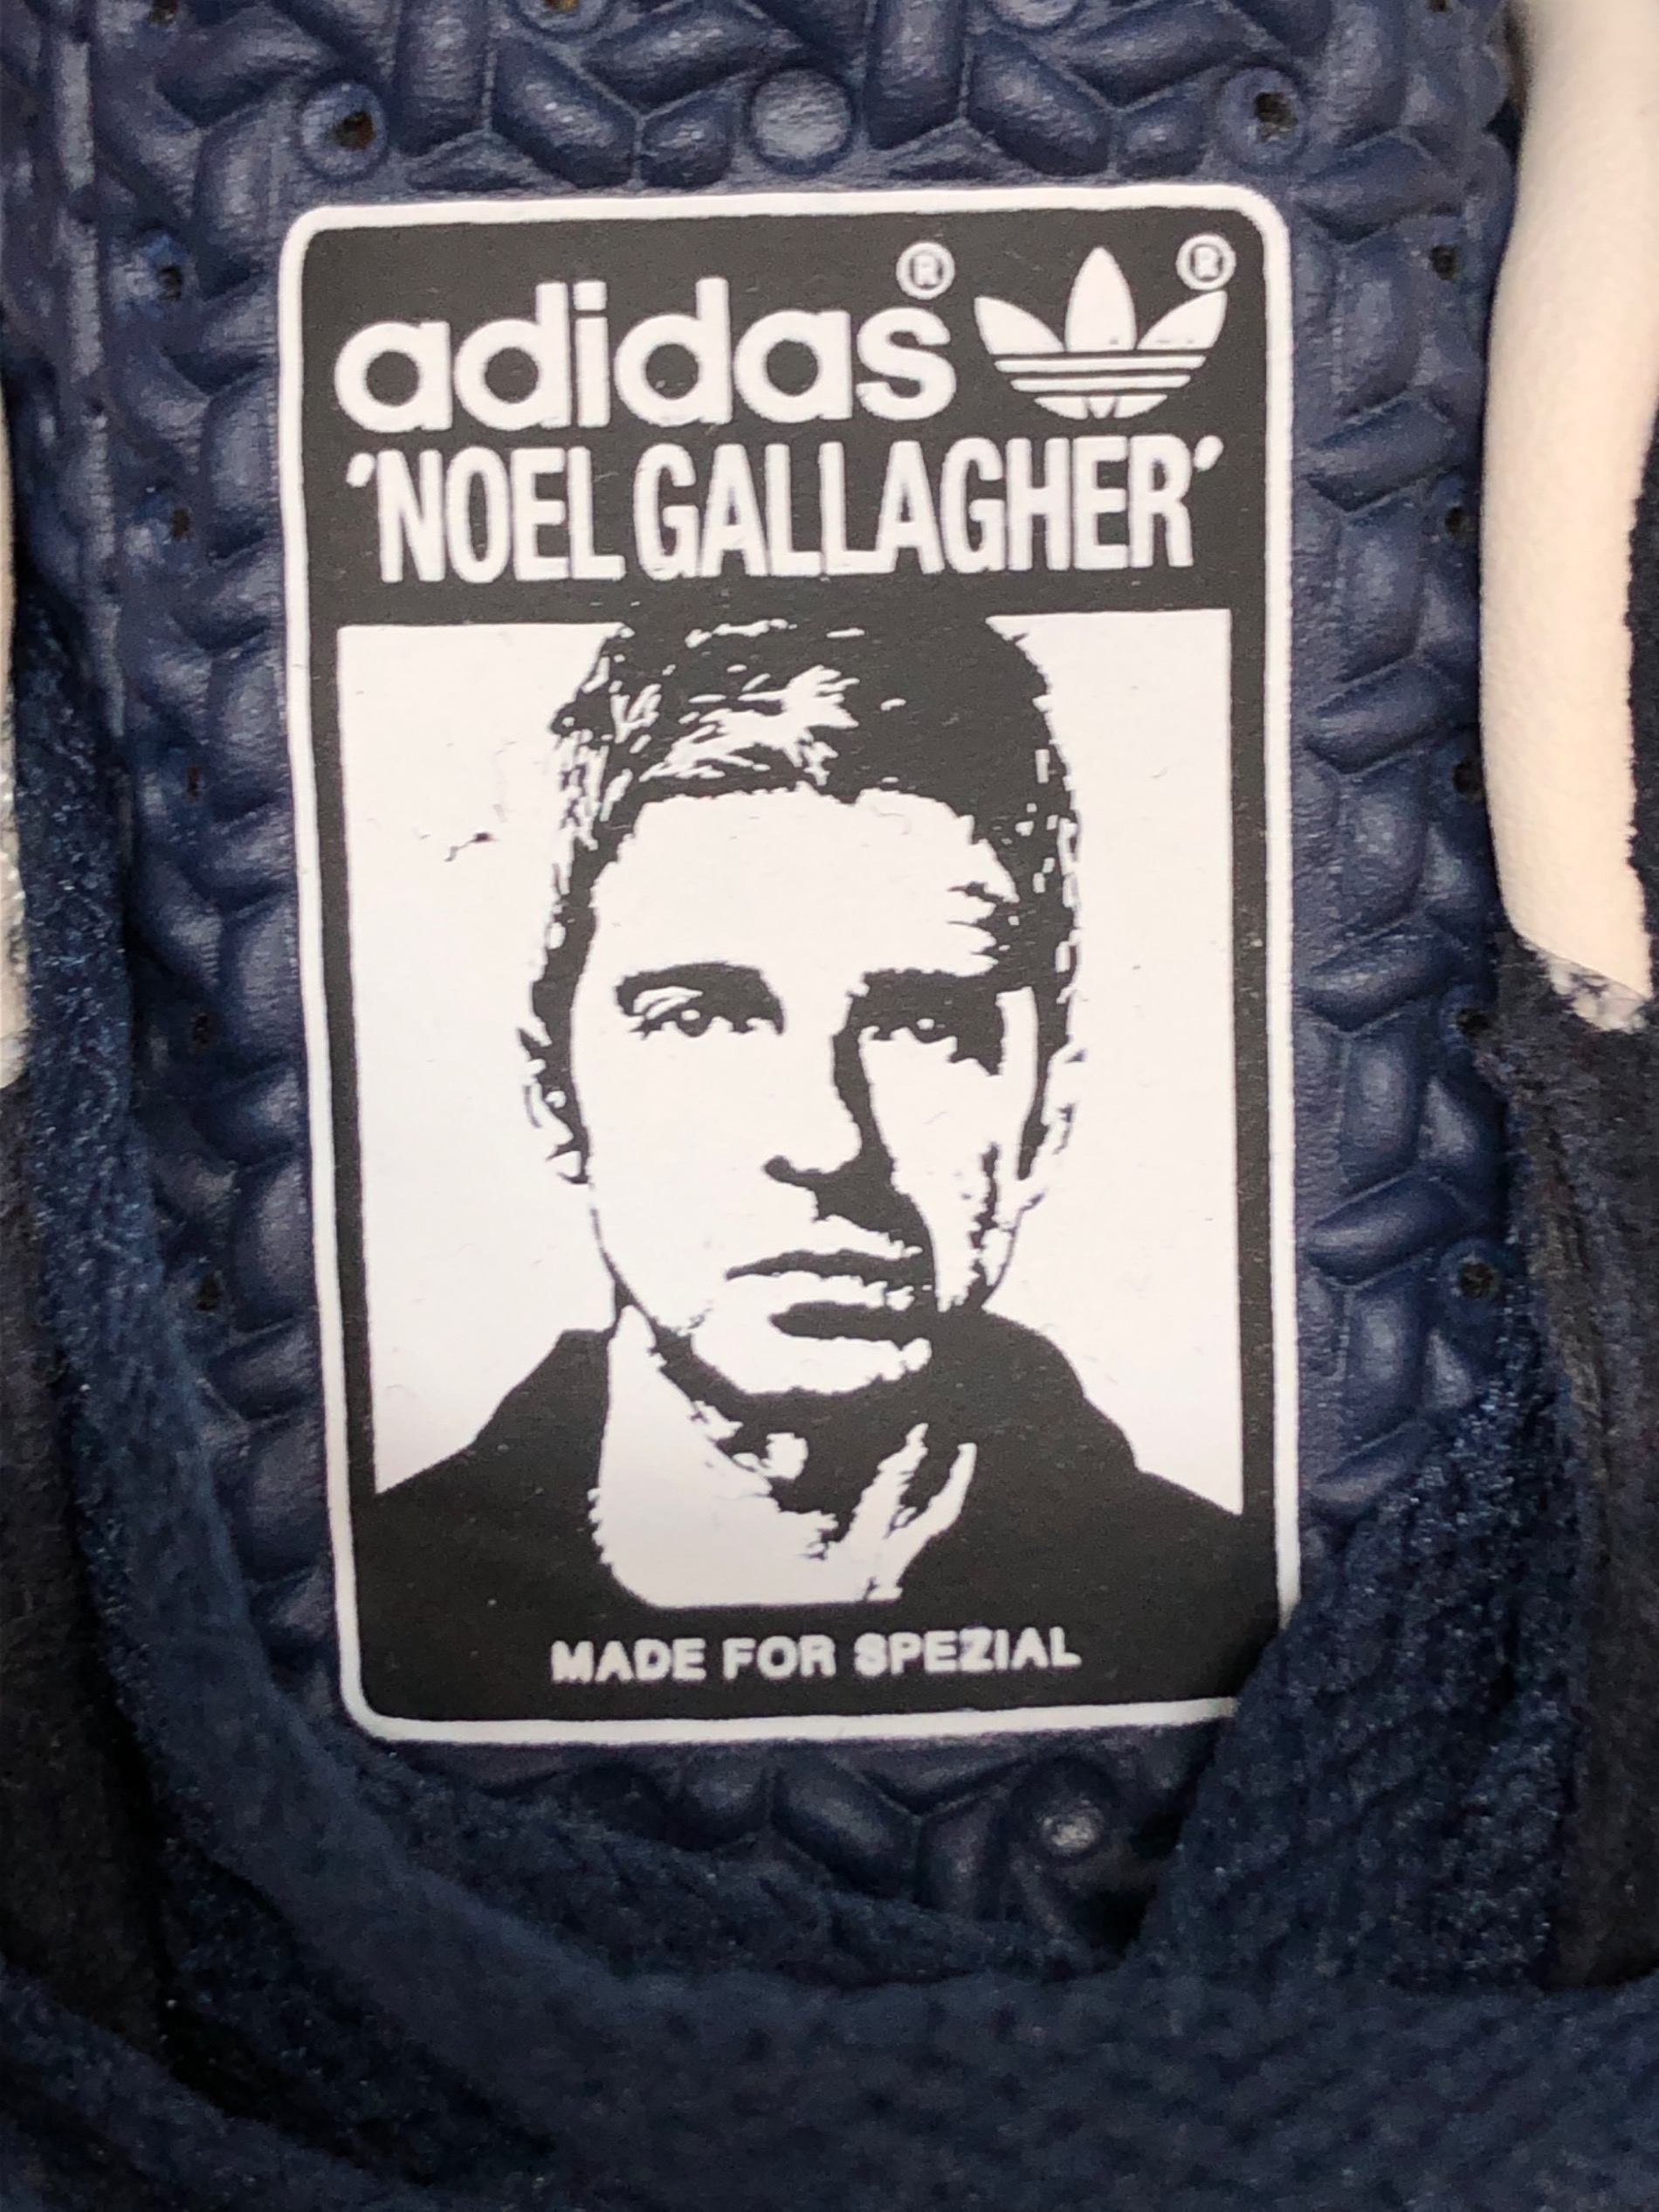 adidas®
'NOEL GALLAGHER'
MADE FOR SPEZIAL